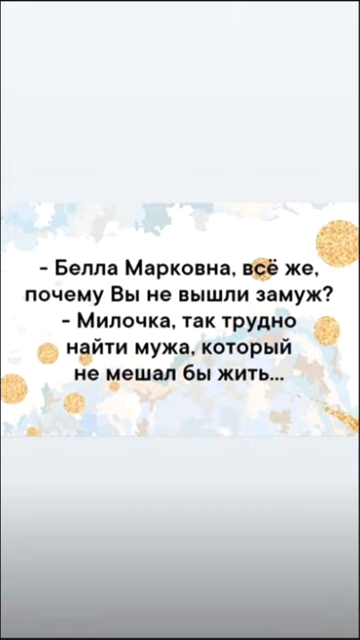 - Белла Марковна, всё же,
почему Вы не вышли замуж?
- Милочка, так трудно
найти мужа, который
не мешал бы жить...